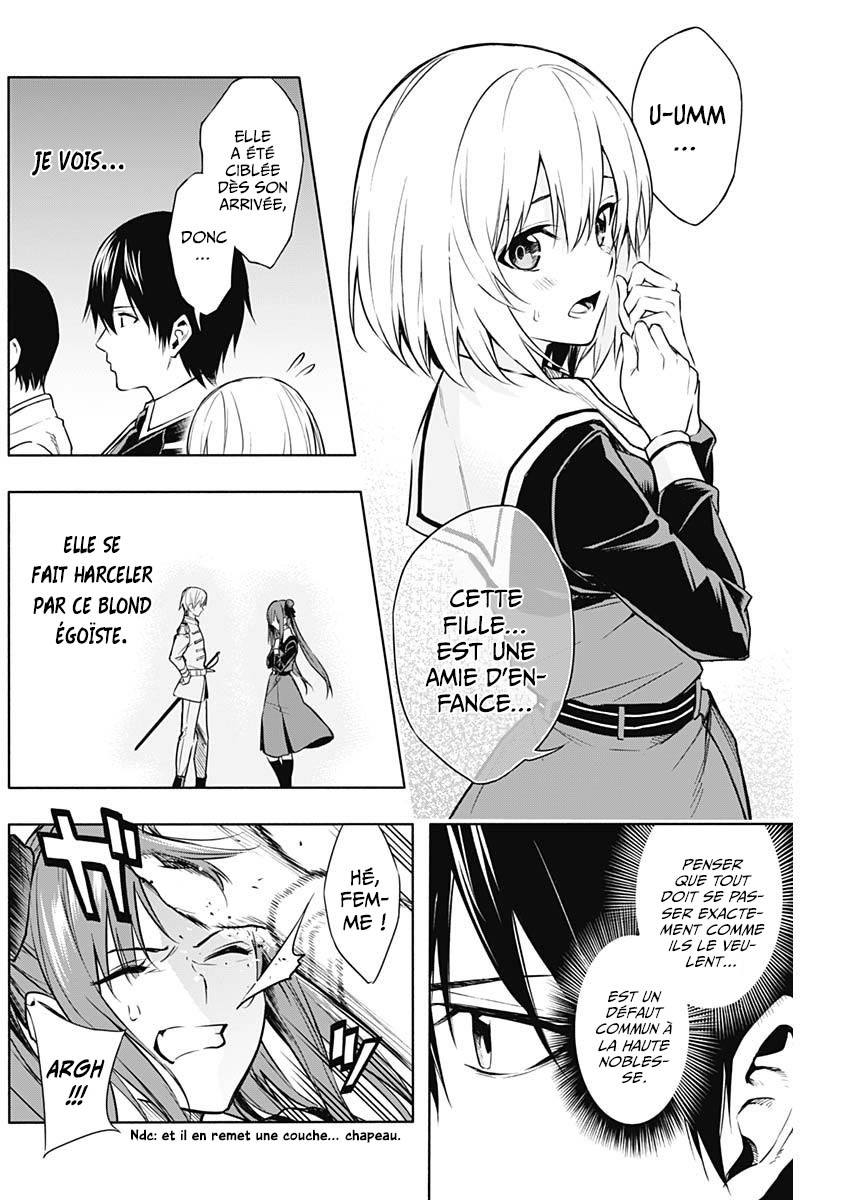 U-UMM
...
CETTE
FILLE...
EST UNE
AMIE D'EN-
FANCE...
ELLE
A ÉTÉ
CIBLÉE
DÈS SON
ARRIVÉE,
DONC
...
JE VOIS...
ELLE SE
FAIT HARCELER
PAR CE BLOND
ÉGOÏSTE.
PENSER
QUE TOUT
DOIT SE PAS-
SER EXACTE-
MENT COMME
ILS LE VEU-
LENT...
EST UN
DÉFAUT
COMMUN À
LA HAUTE
NOBLES-
SE.
HÉ,
FEM-
ME !
ガッ
ARGH
!!!
Ndc: et il en remet une couche... chapeau.